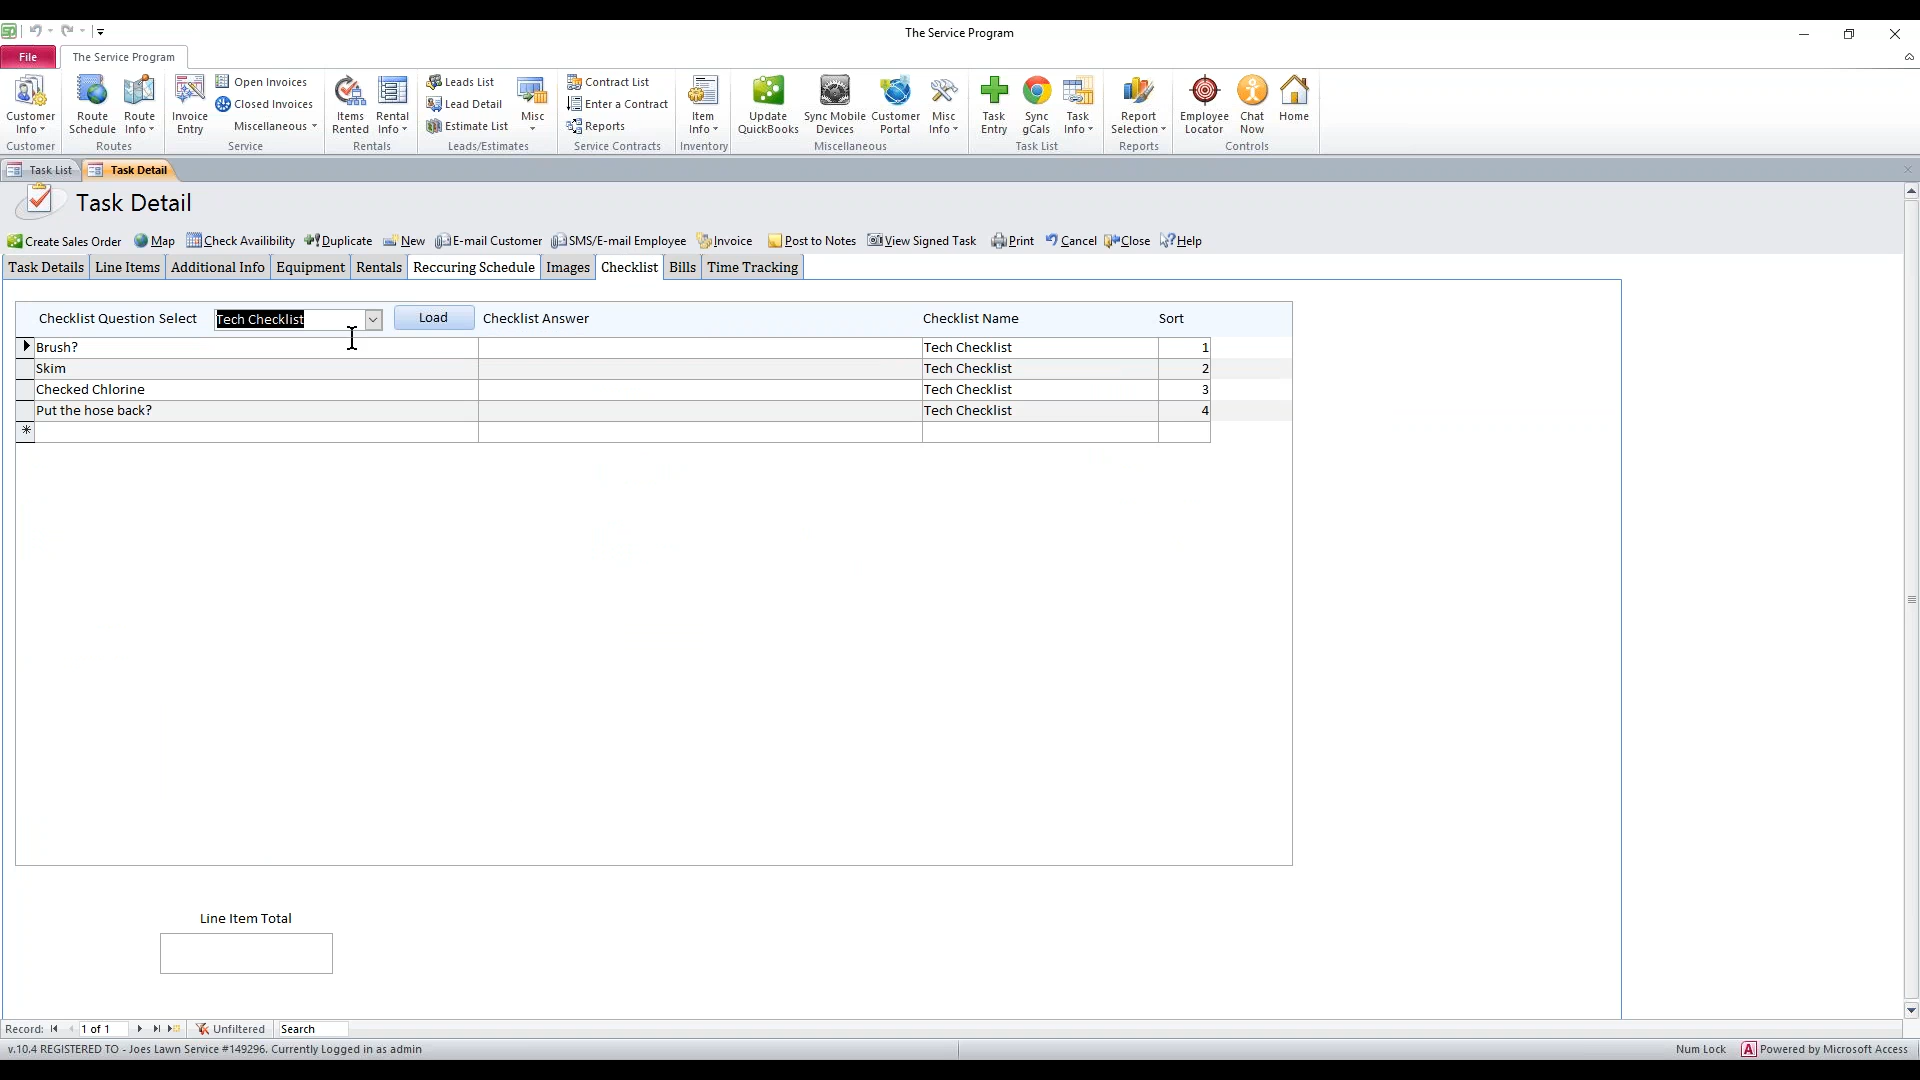 The Service Program
File
The Service Program
Customer Info
Route Schedule
Route Info
Invoice Entry
Open Invoices
Closed Invoices
Miscellaneous
Items Rented
Rental Info
Leads List
Lead Detail
Estimate List
Misc
Contract List
Enter a Contract
Reports
Item Info
Update QuickBooks
Sync Mobile Devices
Customer Portal
Misc Info
Task Entry
Sync gCals
Task Info
Report Selection
Employee Locator
Chat Now
Home
Customer
Routes
Service
Rentals
Leads/Estimates
Service Contracts
Inventory
Miscellaneous
Task List
Reports
Controls
Task List
Task Detail
Task Detail
Create Sales Order
Map
Check Availibility
Duplicate
New
E-mail Customer
SMS/E-mail Employee
Invoice
Post to Notes
View Signed Task
Print
Cancel
Close
Help
Task Details
Line Items
Additional Info
Equipment
Rentals
Reccuring Schedule
Images
Checklist
Bills
Time Tracking
Checklist Question Select
Tech Checklist
Load
Checklist Answer
Checklist Name
Sort
Brush? Tech Checklist 1
Skim Tech Checklist 2
Checked Chlorine Tech Checklist 3
Put the hose back? Tech Checklist 4
Line Item Total
Record: 1 of 1 Unfiltered Search
v.10.4 REGISTERED TO - Joes Lawn Service #149296. Currently Logged in as admin
Num Lock
A Powered by Microsoft Access